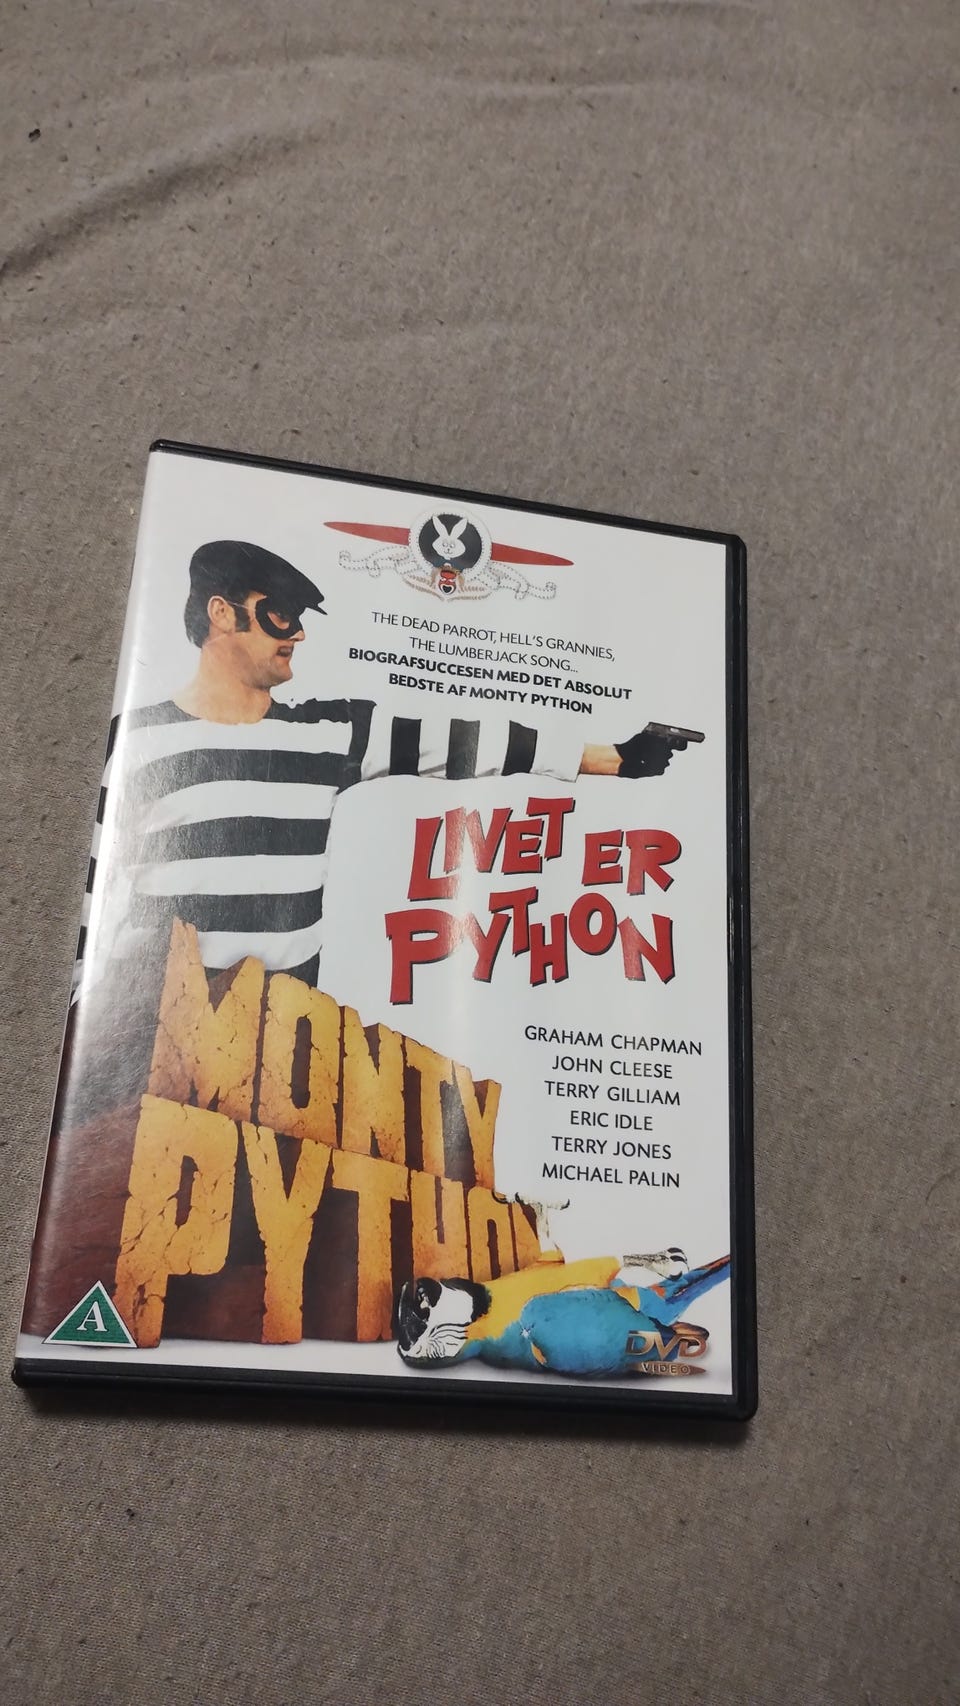 THE DEAD PARROT, HELL'S GRANNIES,
THE LUMBERJACK SONG...
BIOGRAFSUCCESEN MED DET ABSOLUT
BEDSTE AF MONTY PYTHON
LIVET ER
PYTHON
MONTY
PYTHON
GRAHAM CHAPMAN
JOHN CLEESE
TERRY GILLIAM
ERIC IDLE
TERRY JONES
MICHAEL PALIN
A
DVD
VIDEO